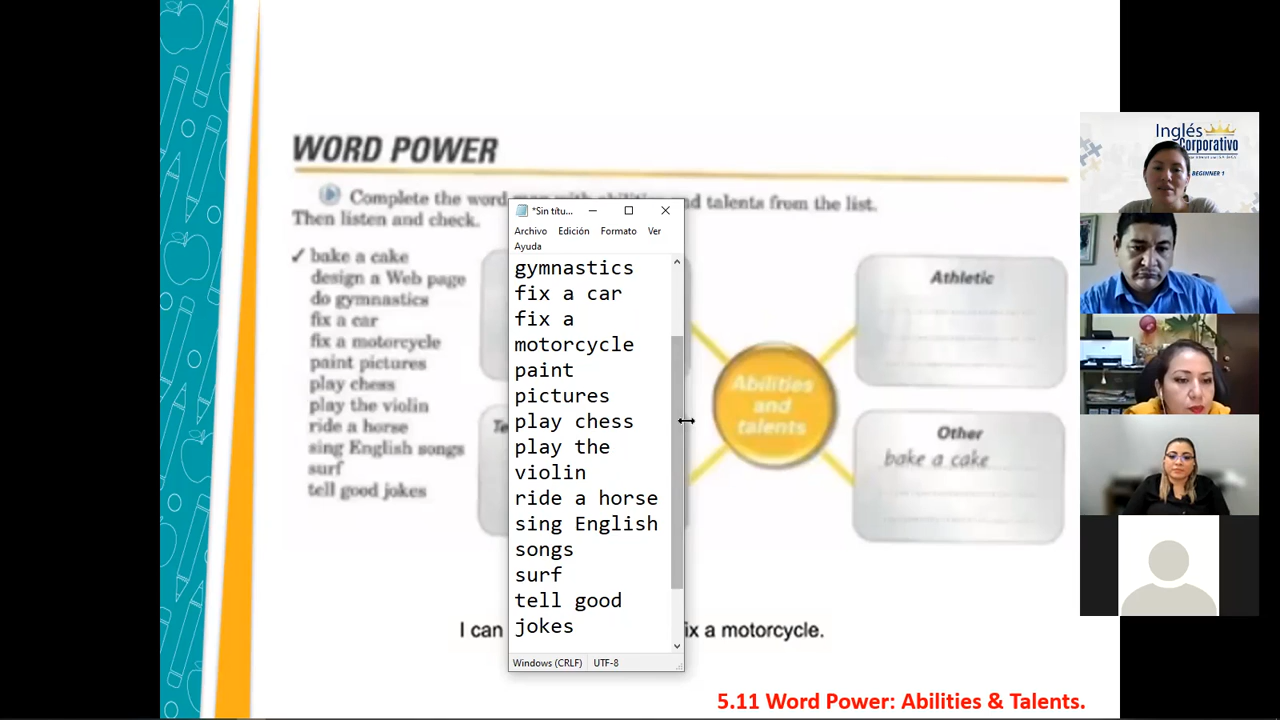 WORD POWER
Complete the word
nd talents from the list.
Then listen and check.
✓ bake a cake
design a Web page
do gymnastics
fix a car
fix a motorcycle
paint pictures
play chess
play the violin
ride a horse
sing English songs
surf
tell good jokes
Te
*Sin títu...
Archivo Edición Formato Ver
Ayuda
gymnastics
fix a car
fix a
motorcycle
paint
pictures
play chess
play the
violin
ride a horse
sing English
songs
surf
tell good
jokes
Windows (CRLF) UTF-8
Abilities
and
talents
Athletic
Other
bake a cake
I can
ix a motorcycle.
5.11 Word Power: Abilities & Talents.
Inglés
Corporativo
BEGINNER 1